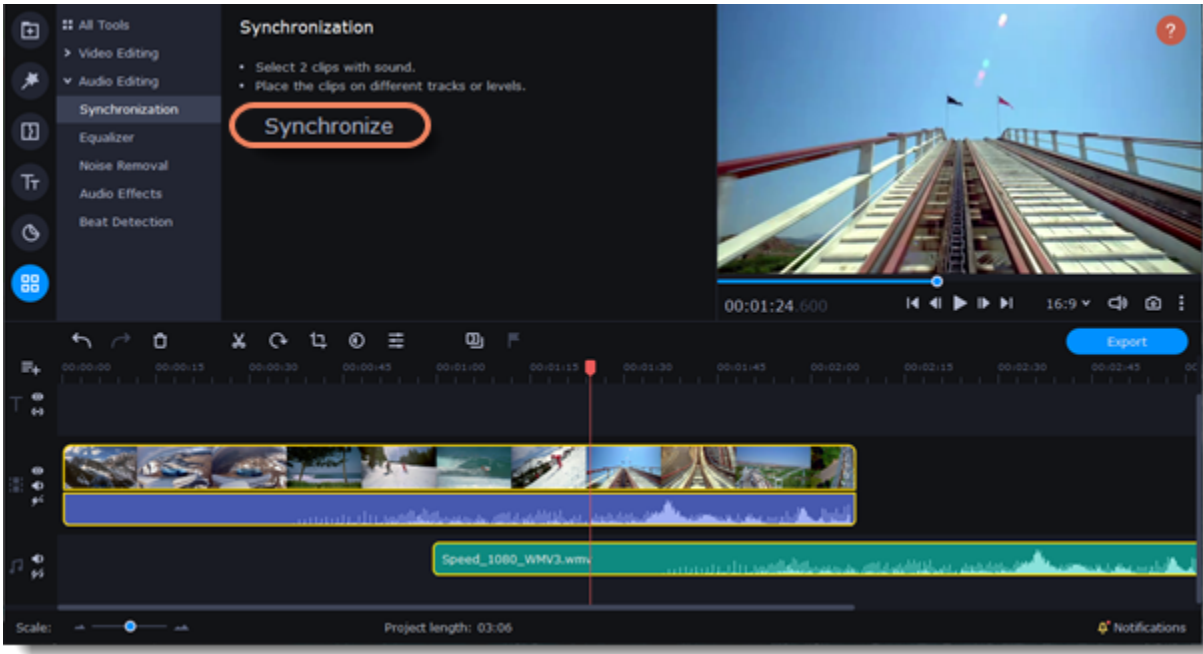 All Tools
Video Editing
Audio Editing
Synchronization
Equalizer
Noise Removal
Audio Effects
Beat Detection
Synchronization
• Select 2 clips with sound.
• Place the clips on different tracks or levels.
Synchronize
?
00:01:24.600
16:9
Export
00:00:00 00:00:15 00:00:30 00:00:45 00:01:00 00:01:15 00:01:30 00:01:45 00:02:00 00:02:15 00:02:30 00:02:45 00
Speed_1080_WMV3.wmv
Scale:
Project length: 03:06
Notifications